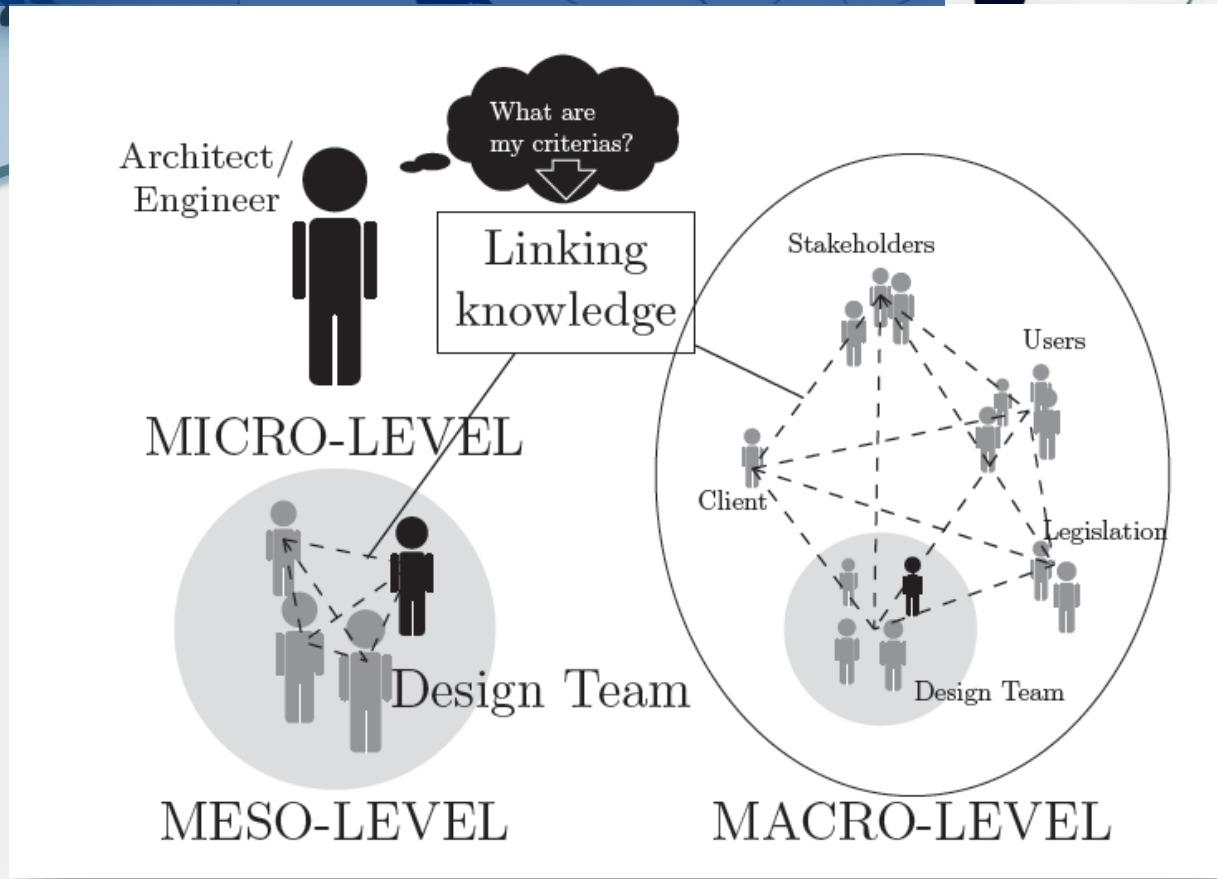 What are
my criterias?
Architect/
Engineer
Linking
knowledge
MICRO-LEVEL
Stakeholders
Users
Client
Legislation
Design Team
MACRO-LEVEL
Design Team
MESO-LEVEL